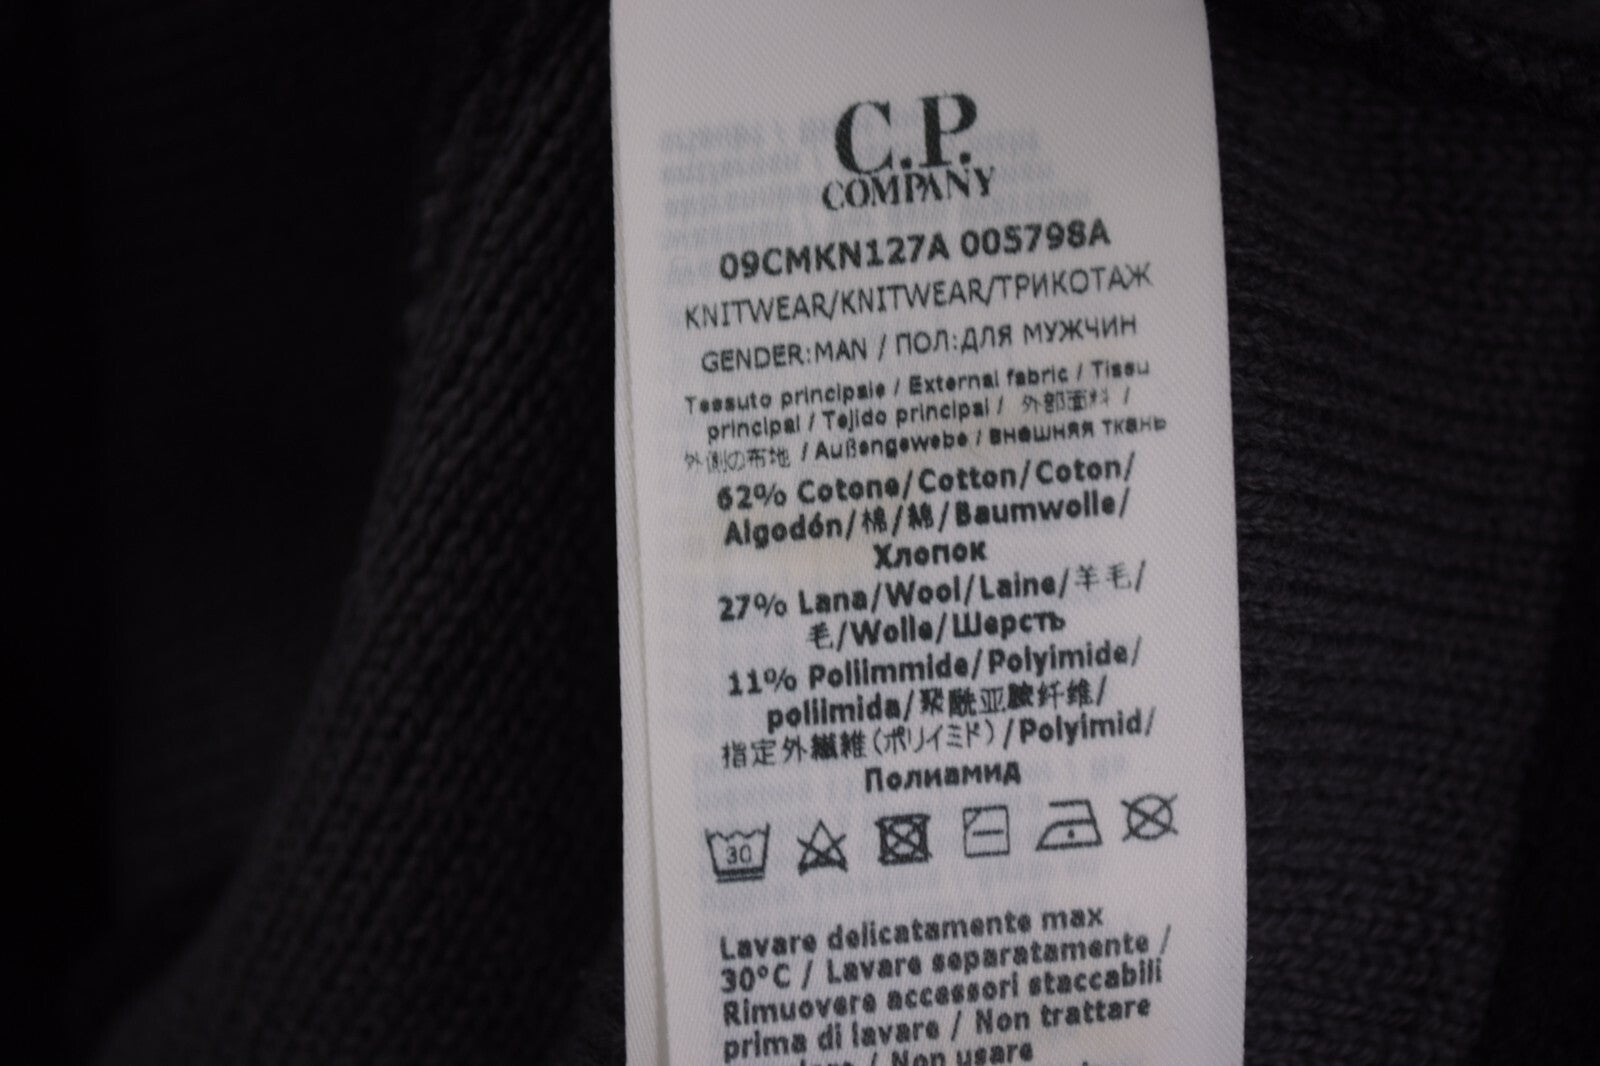 C.P.
COMPANY
09CMKN127A 005798A
KNITWEAR/KNITWEAR/ТРИКОТАЖ
GENDER:MAN / ПОЛ:ДЛЯ МУЖЧИН
Tessuto principale / External fabric / Tissu
principal / Tejido principal / 外部面料 /
外側の布地 / Außengewebe / внешняя ткань
62% Cotone/Cotton/Coton/
Algodón/棉/綿/Baumwolle/
Хлопок
27% Lana/Wool/Laine/羊毛/
毛/Wolle/Шерсть
11% Poliimmide/Polyimide/
poliimida/聚酰亚胺纤维/
指定外繊維(ポリイミド)/Polyimid/
Полиамид
30
Lavare delicatamente max
30°C / Lavare separatamente /
Rimuovere accessori staccabili
prima di lavare / Non trattare
/ Non usare